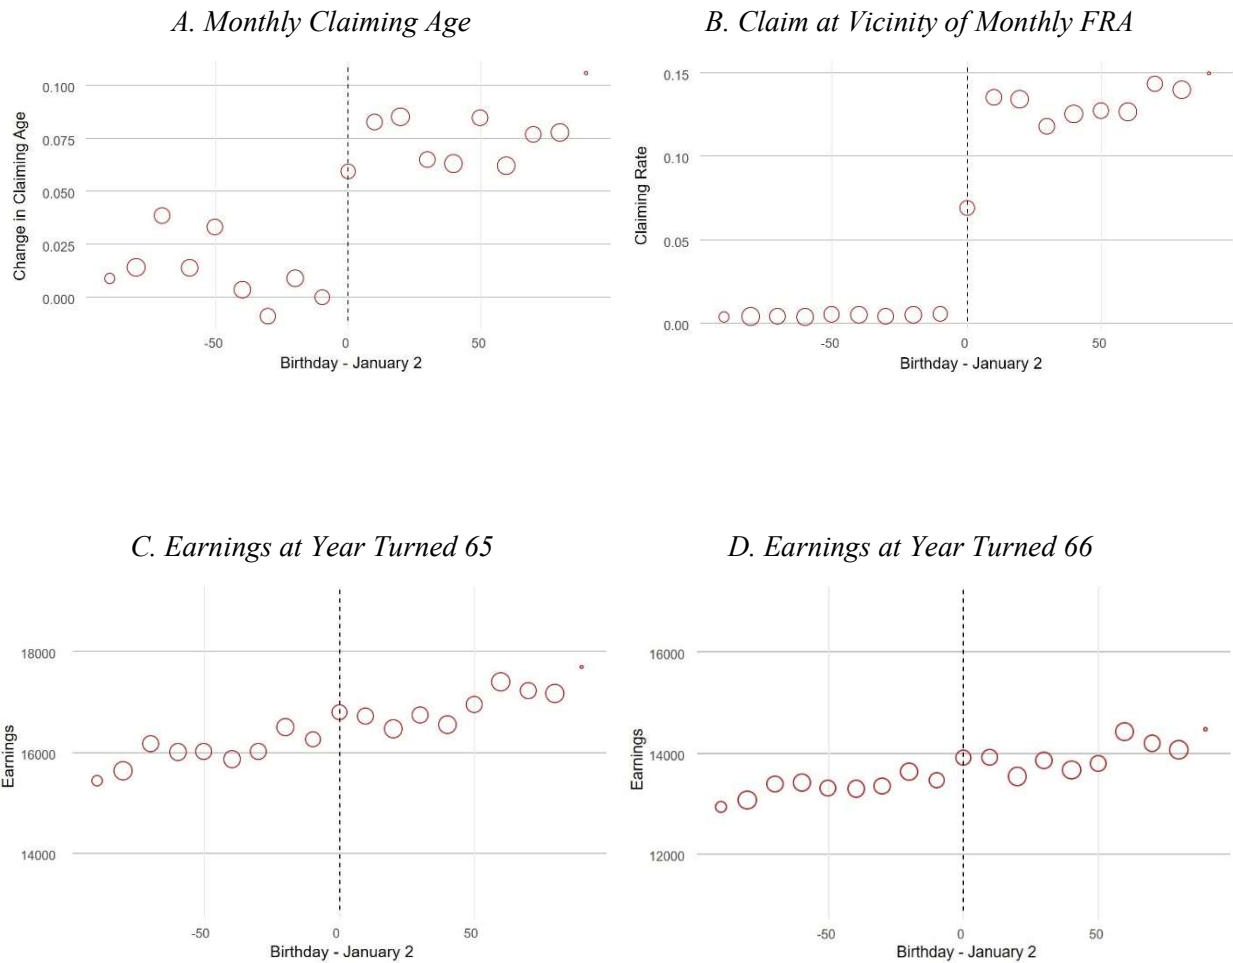 A. Monthly Claiming Age
Change in Claiming Age
0.100
0.075
0.050
0.025
0.000
-50
0
50
Birthday - January 2
B. Claim at Vicinity of Monthly FRA
Claiming Rate
0.15
0.10
0.05
0.00
-50
0
50
Birthday - January 2
C. Earnings at Year Turned 65
Earnings
18000
16000
14000
-50
0
50
Birthday - January 2
D. Earnings at Year Turned 66
Earnings
16000
14000
12000
-50
0
50
Birthday - January 2